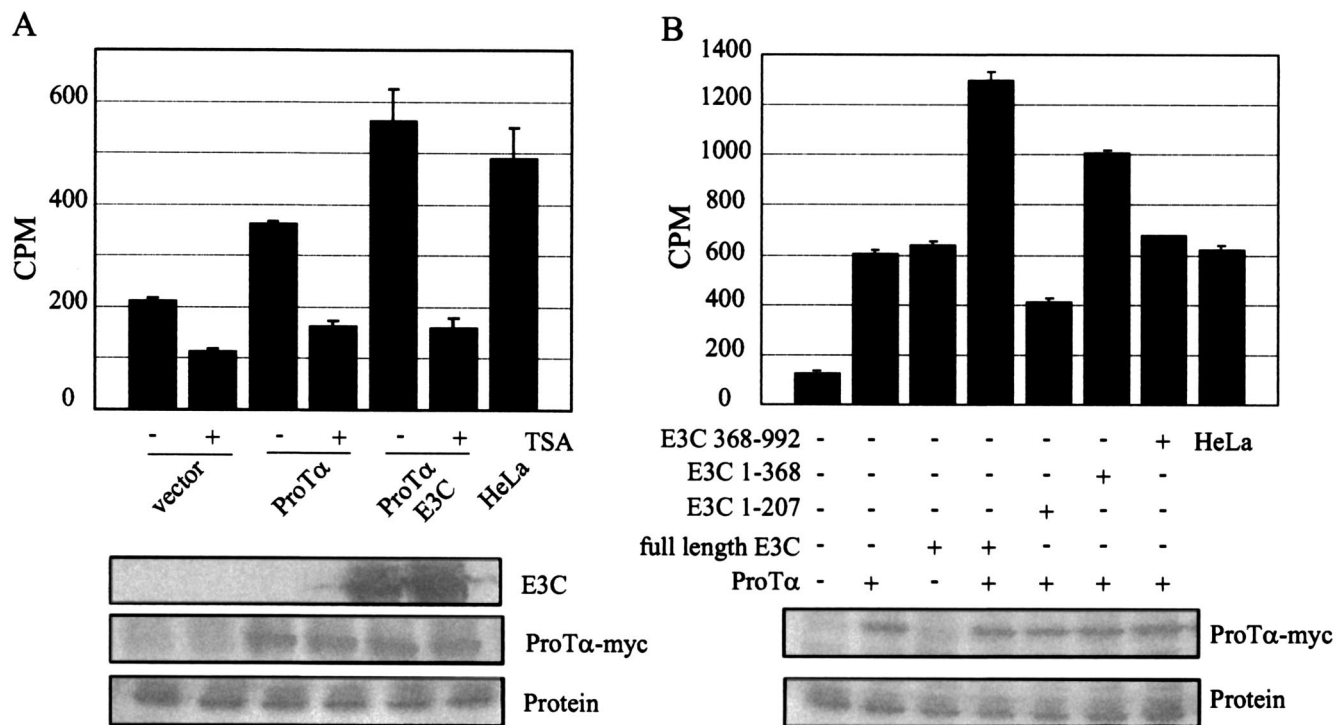 A
600
400
200
0
CPM
- + - + - + TSA
vector ProTα ProTα E3C HeLa
E3C
ProTα-myc
Protein
B
1400
1200
1000
800
600
400
200
0
CPM
E3C 368-992 - - - - - - + HeLa
E3C 1-368 - - - - - + -
E3C 1-207 - - - - + - -
full length E3C - - + + - - -
ProTα - + - + + + +
ProTα-myc
Protein